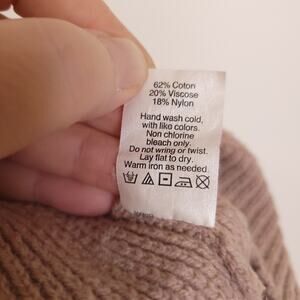 62% Coton
20% Viscose
18% Nylon
Hand wash cold,
with like colors.
Non chlorine
bleach only.
Do not wring or twist.
Lay flat to dry.
Warm iron as needed.